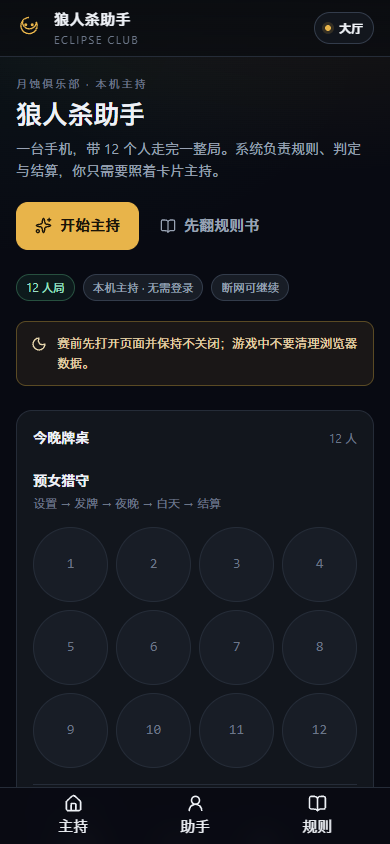 狼人杀助手
ECLIPSE CLUB
大厅
月蚀俱乐部 · 本机主持
狼人杀助手
一台手机，带 12 个人走完一整局。系统负责规则、判定
与结算，你只需要照着卡片主持。
开始主持
先翻规则书
12 人局
本机主持 · 无需登录
断网可继续
赛前先打开页面并保持不关闭；游戏中不要清理浏览器
数据。
今晚牌桌
12 人
预女猎守
设置 → 发牌 → 夜晚 → 白天 → 结算
1
2
3
4
5
6
7
8
9
10
11
12
主持
助手
规则